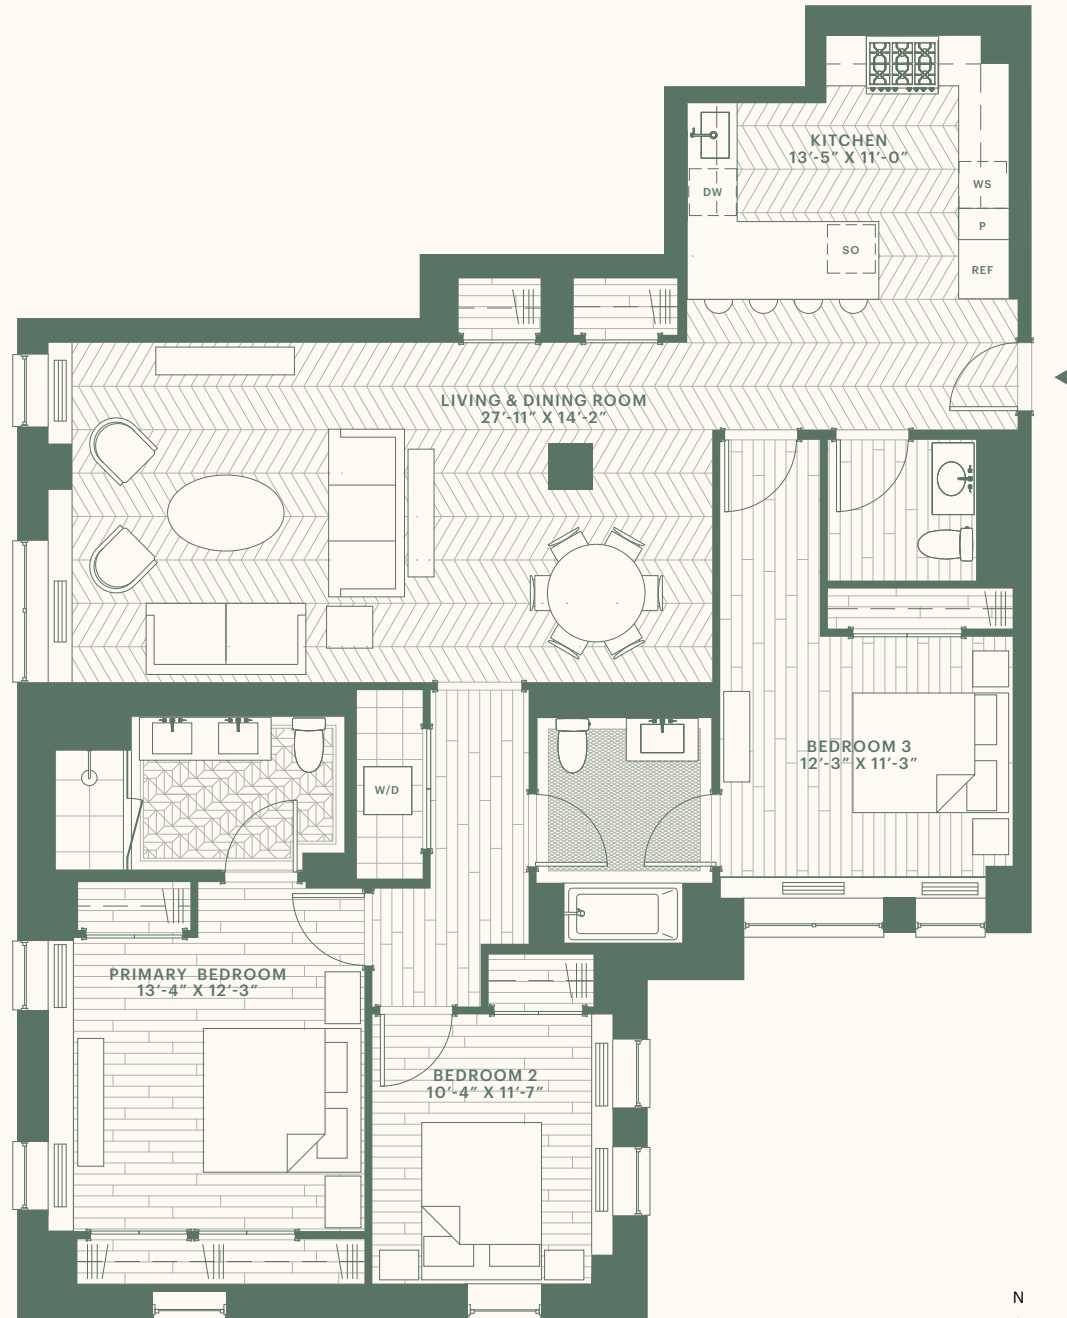 KITCHEN
13′-5″ X 11′-0″
DW
WS
P
SO
REF
LIVING & DINING ROOM
27′-11″ X 14′-2″
BEDROOM 3
12′-3″ X 11′-3″
W/D
PRIMARY BEDROOM
13′-4″ X 12′-3″
BEDROOM 2
10′-4″ X 11′-7″
N